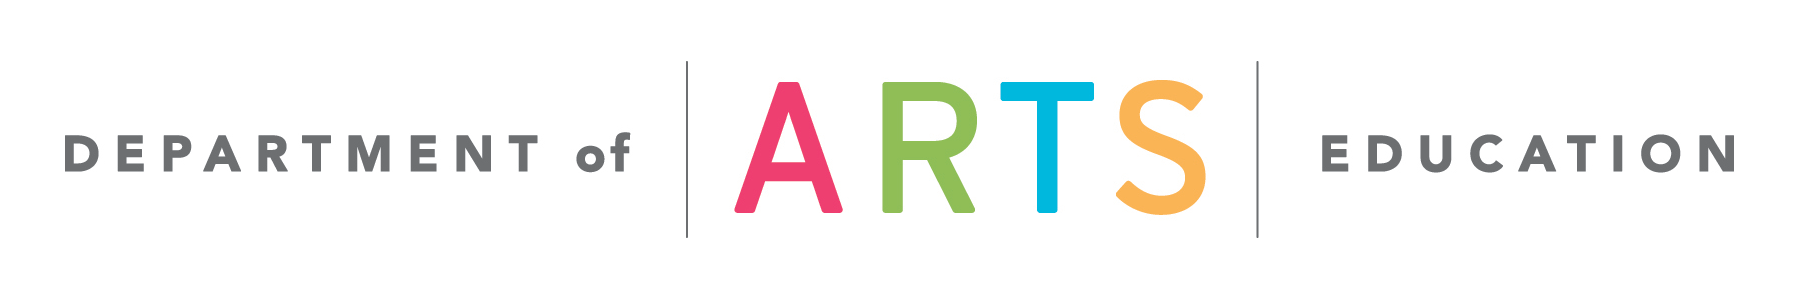 DEPARTMENT of ARTS EDUCATION